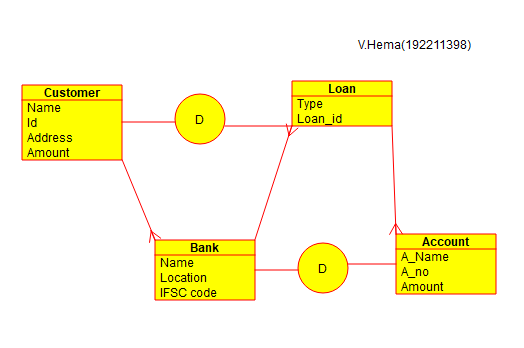 V.Hema(192211398)
Customer
Name
Id
Address
Amount
D
Loan
Type
Loan_id
Bank
Name
Location
IFSC code
D
Account
A_Name
A_no
Amount